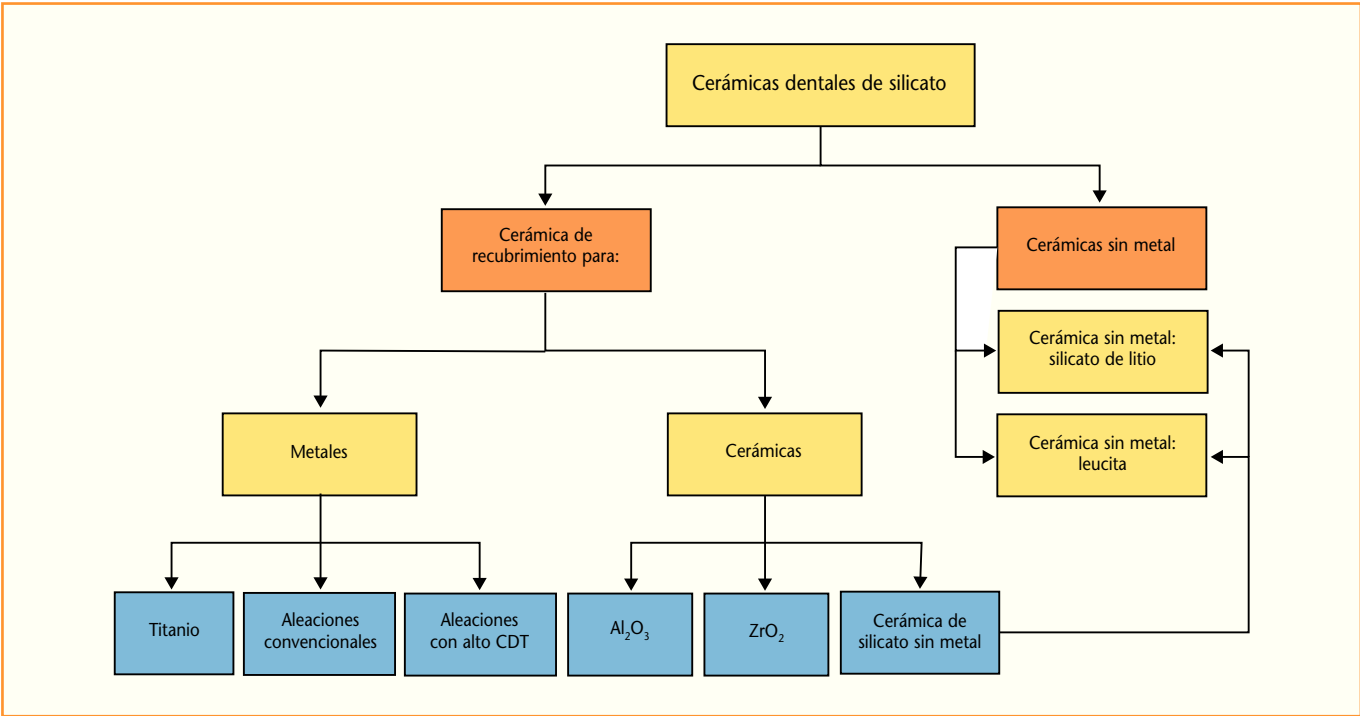 Cerámicas dentales de silicato
Cerámica de
recubrimiento para:
Cerámicas sin metal
Cerámica sin metal:
silicato de litio
Cerámica sin metal:
leucita
Metales
Cerámicas
Titanio
Aleaciones
convencionales
Aleaciones
con alto CDT
Al₂O₃
ZrO₂
Cerámica de
silicato sin metal